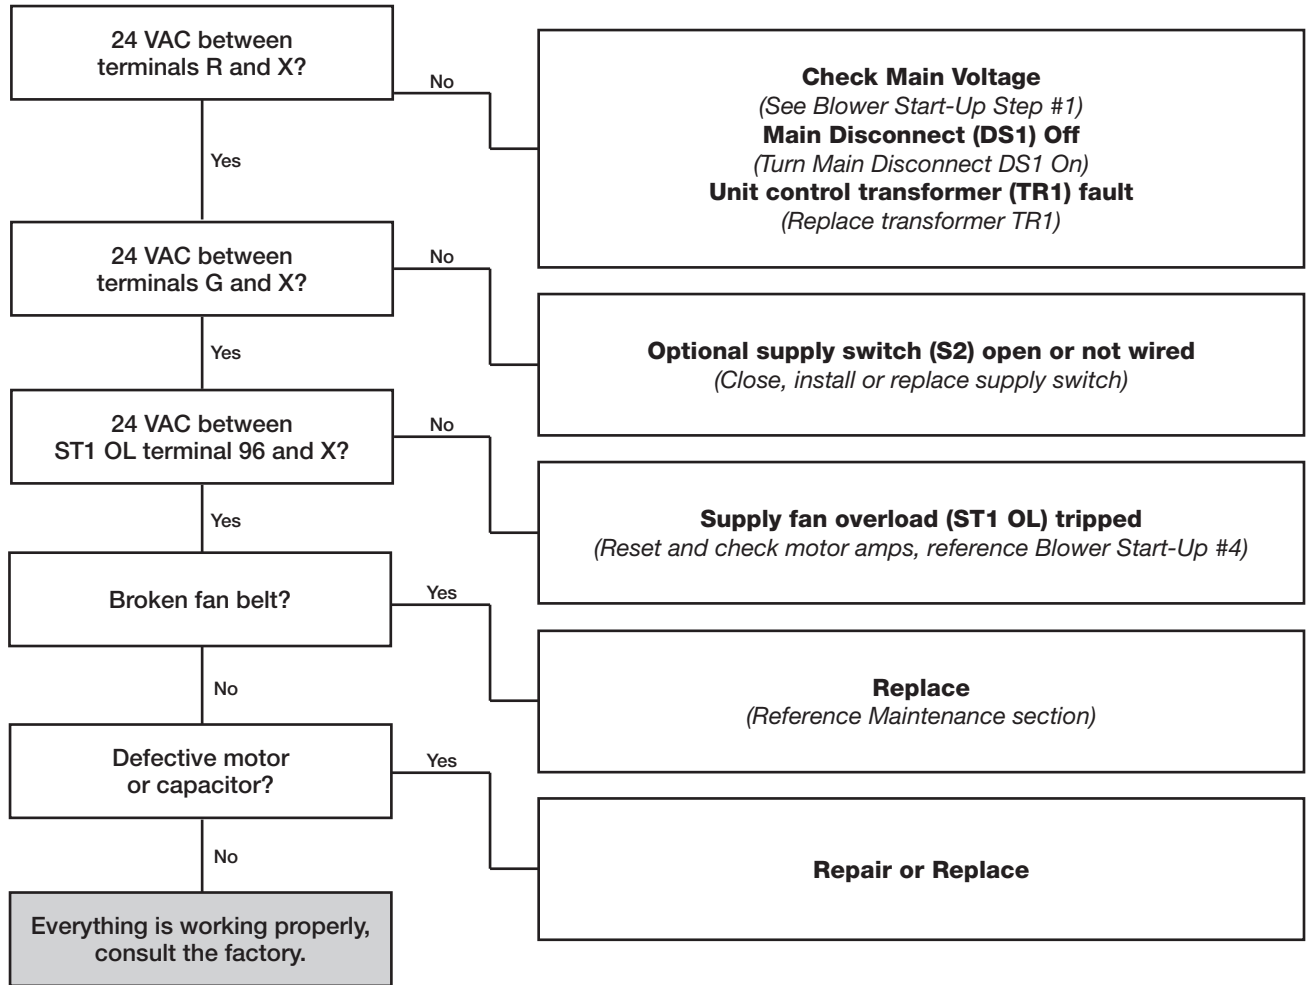 24 VAC between
terminals R and X?
No
Check Main Voltage
(See Blower Start-Up Step #1)
Main Disconnect (DS1) Off
(Turn Main Disconnect DS1 On)
Unit control transformer (TR1) fault
(Replace transformer TR1)
Yes
24 VAC between
terminals G and X?
No
Optional supply switch (S2) open or not wired
(Close, install or replace supply switch)
Yes
24 VAC between
ST1 OL terminal 96 and X?
No
Supply fan overload (ST1 OL) tripped
(Reset and check motor amps, reference Blower Start-Up #4)
Yes
Broken fan belt?
Yes
Replace
(Reference Maintenance section)
No
Defective motor
or capacitor?
Yes
Repair or Replace
No
Everything is working properly,
consult the factory.